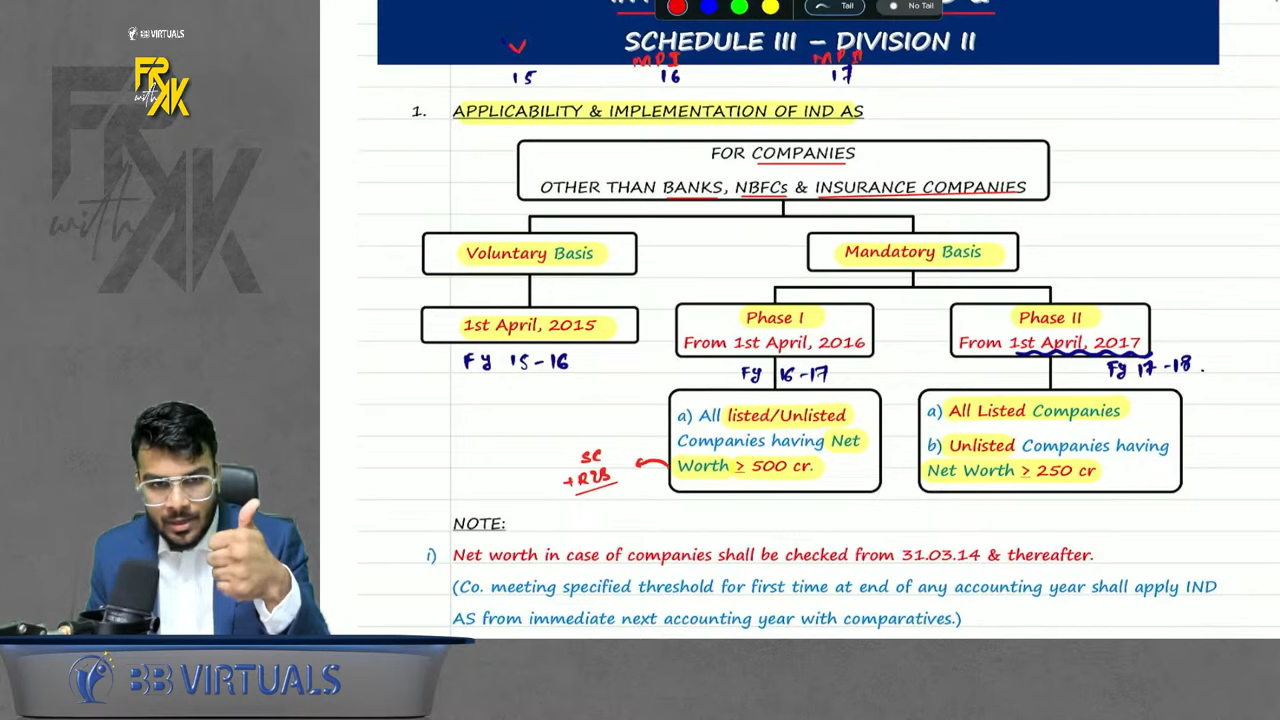 BB VIRTUALS
FR with AK
Tail
No Tail
SCHEDULE III – DIVISION II
V
15
MP I
16
MP II
17
1. APPLICABILITY & IMPLEMENTATION OF IND AS
FOR COMPANIES
OTHER THAN BANKS, NBFCs & INSURANCE COMPANIES
Voluntary Basis
Mandatory Basis
1st April, 2015
FY 15-16
Phase I
From 1st April, 2016
FY 16-17
Phase II
From 1st April, 2017
FY 17-18.
a) All listed/Unlisted
Companies having Net
Worth ≥ 500 cr.
SC
+R&S
a) All Listed Companies
b) Unlisted Companies having
Net Worth ≥ 250 cr
NOTE:
i) Net worth in case of companies shall be checked from 31.03.14 & thereafter.
(Co. meeting specified threshold for first time at end of any accounting year shall apply IND
AS from immediate next accounting year with comparatives.)
BB VIRTUALS